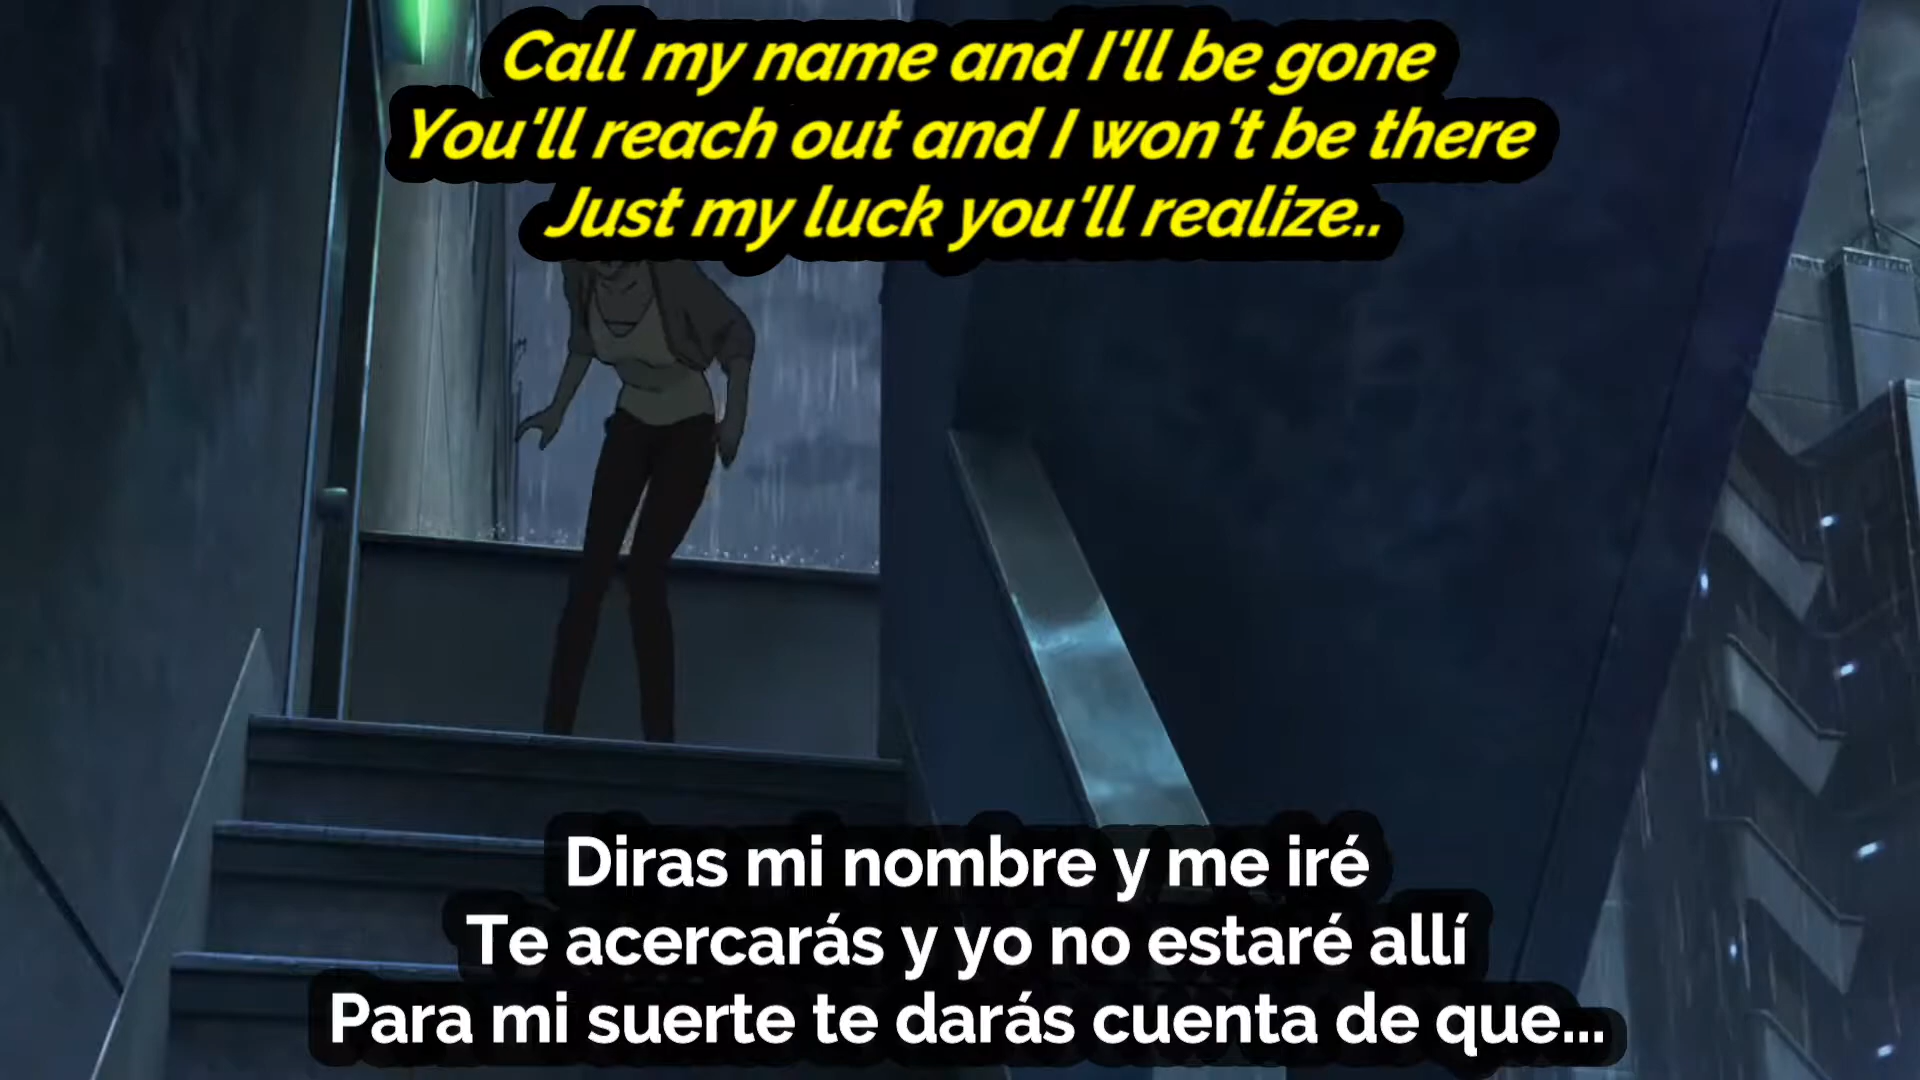 Call my name and I'll be gone
You'll reach out and I won't be there
Just my luck you'll realize..
Diras mi nombre y me iré
Te acercarás y yo no estaré allí
Para mi suerte te darás cuenta de que...